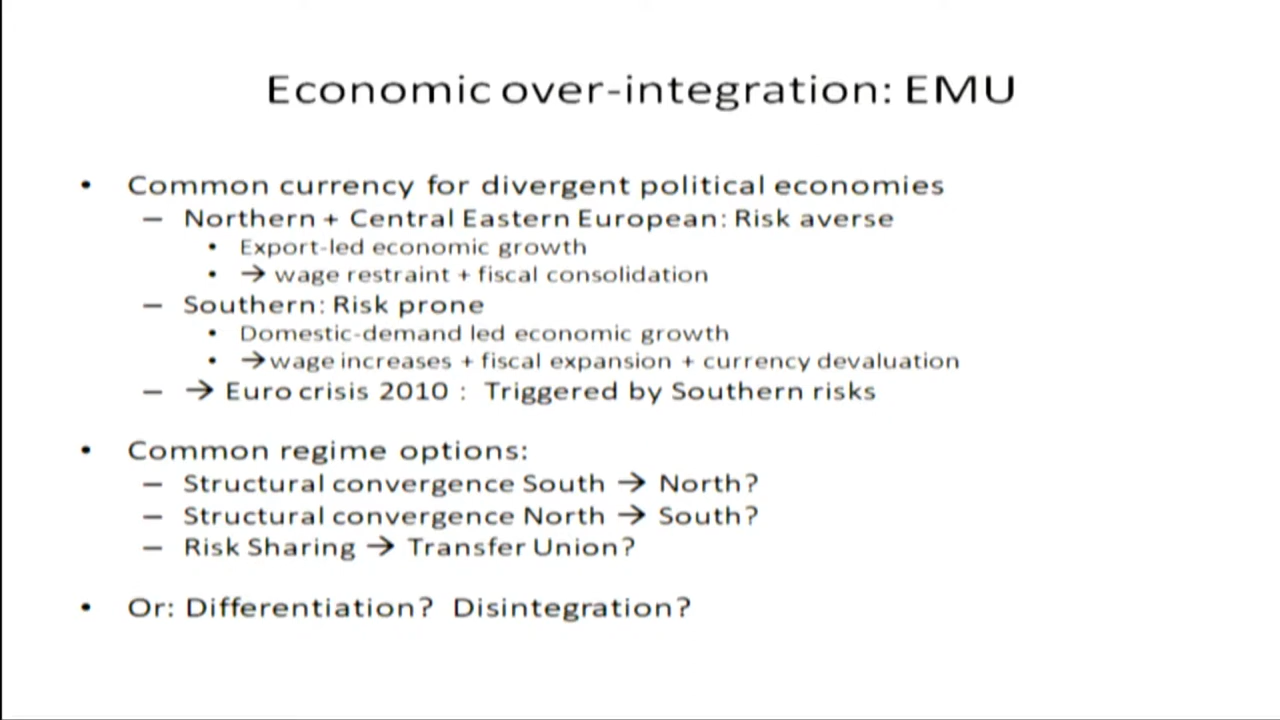 Economic over-integration: EMU
• Common currency for divergent political economies
– Northern + Central Eastern European: Risk averse
• Export-led economic growth
• → wage restraint + fiscal consolidation
– Southern: Risk prone
• Domestic-demand led economic growth
• →wage increases + fiscal expansion + currency devaluation
– → Euro crisis 2010 : Triggered by Southern risks
• Common regime options:
– Structural convergence South → North?
– Structural convergence North → South?
– Risk Sharing → Transfer Union?
• Or: Differentiation? Disintegration?